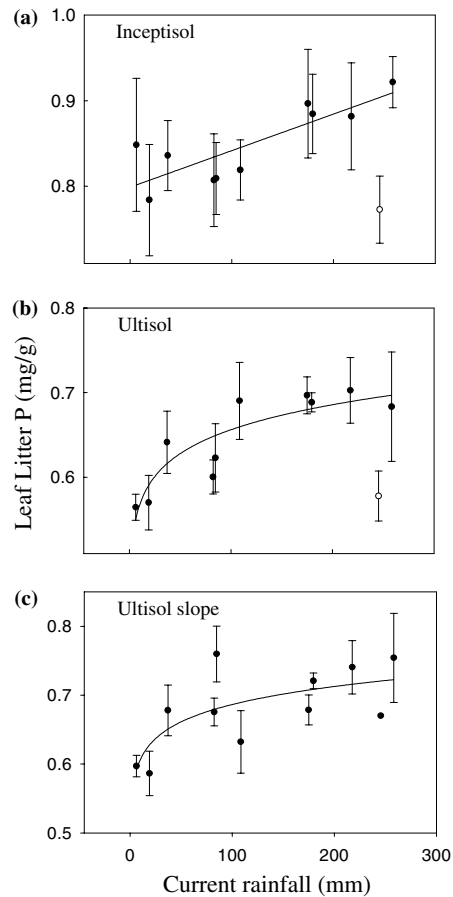 (a)
Inceptisol
1.0
0.9
0.8
(b)
Ultisol
0.8
0.7
0.6
Leaf Litter P (mg/g)
(c)
Ultisol slope
0.8
0.7
0.6
0.5
0 100 200 300
Current rainfall (mm)